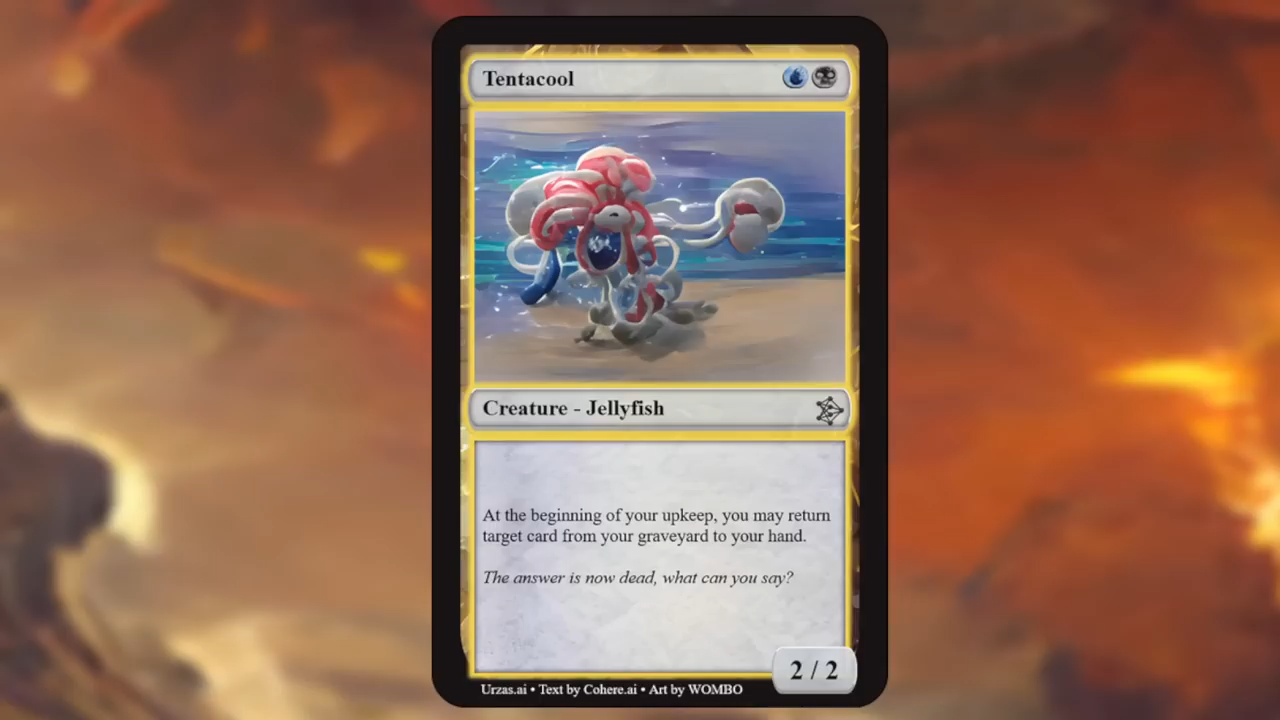 Tentacool
Creature - Jellyfish
At the beginning of your upkeep, you may return
target card from your graveyard to your hand.
The answer is now dead, what can you say?
2 / 2
Urzas.ai • Text by Cohere.ai • Art by WOMBO